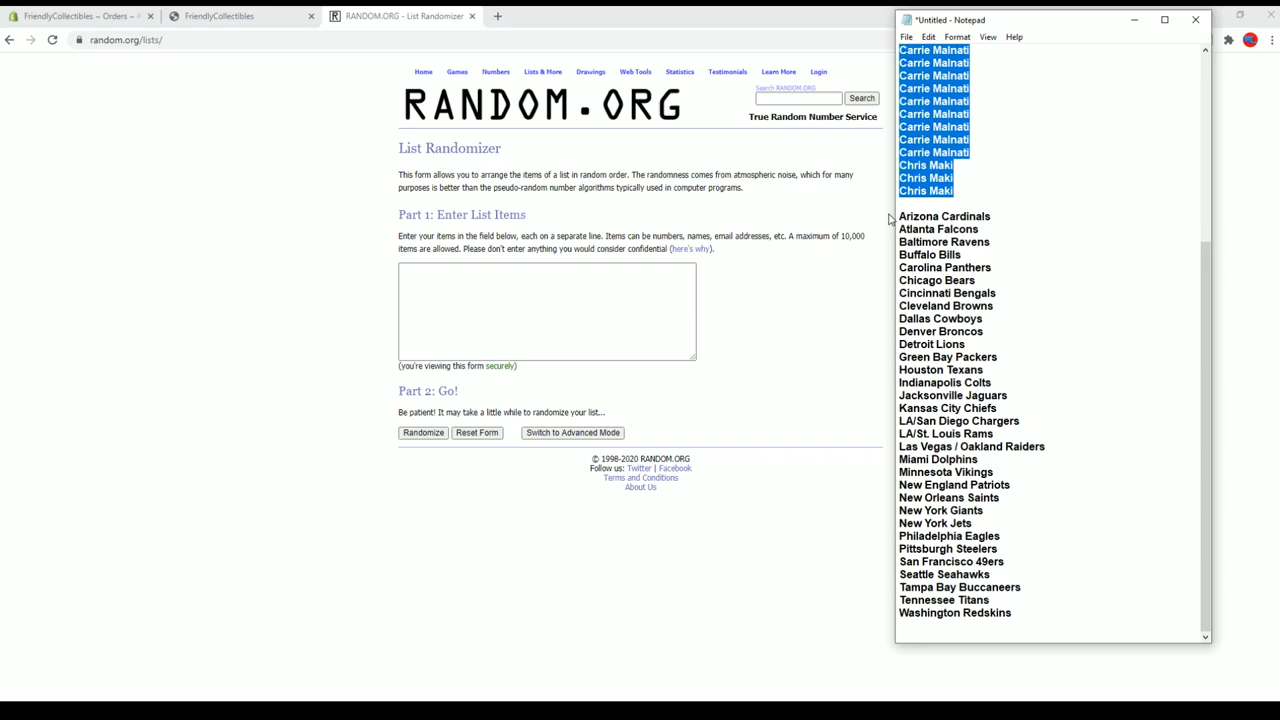 FriendlyCollectibles ~ Orders ~
FriendlyCollectibles
RANDOM.ORG - List Randomizer
random.org/lists/
Home Games Numbers Lists & More Drawings Web Tools Statistics Testimonials Learn More Login
RANDOM.ORG
Search RANDOM.ORG
Search
True Random Number Service
List Randomizer
This form allows you to arrange the items of a list in random order. The randomness comes from atmospheric noise, which for many
purposes is better than the pseudo-random number algorithms typically used in computer programs.
Part 1: Enter List Items
Enter your items in the field below, each on a separate line. Items can be numbers, names, email addresses, etc. A maximum of 10,000
items are allowed. Please don't enter anything you would consider confidential (here's why).
(you're viewing this form securely)
Part 2: Go!
Be patient! It may take a little while to randomize your list...
Randomize Reset Form Switch to Advanced Mode
© 1998-2020 RANDOM.ORG
Follow us: Twitter | Facebook
Terms and Conditions
About Us
*Untitled - Notepad
File Edit Format View Help
Carrie Malnati
Carrie Malnati
Carrie Malnati
Carrie Malnati
Carrie Malnati
Carrie Malnati
Carrie Malnati
Carrie Malnati
Carrie Malnati
Chris Maki
Chris Maki
Chris Maki
Arizona Cardinals
Atlanta Falcons
Baltimore Ravens
Buffalo Bills
Carolina Panthers
Chicago Bears
Cincinnati Bengals
Cleveland Browns
Dallas Cowboys
Denver Broncos
Detroit Lions
Green Bay Packers
Houston Texans
Indianapolis Colts
Jacksonville Jaguars
Kansas City Chiefs
LA/San Diego Chargers
LA/St. Louis Rams
Las Vegas / Oakland Raiders
Miami Dolphins
Minnesota Vikings
New England Patriots
New Orleans Saints
New York Giants
New York Jets
Philadelphia Eagles
Pittsburgh Steelers
San Francisco 49ers
Seattle Seahawks
Tampa Bay Buccaneers
Tennessee Titans
Washington Redskins